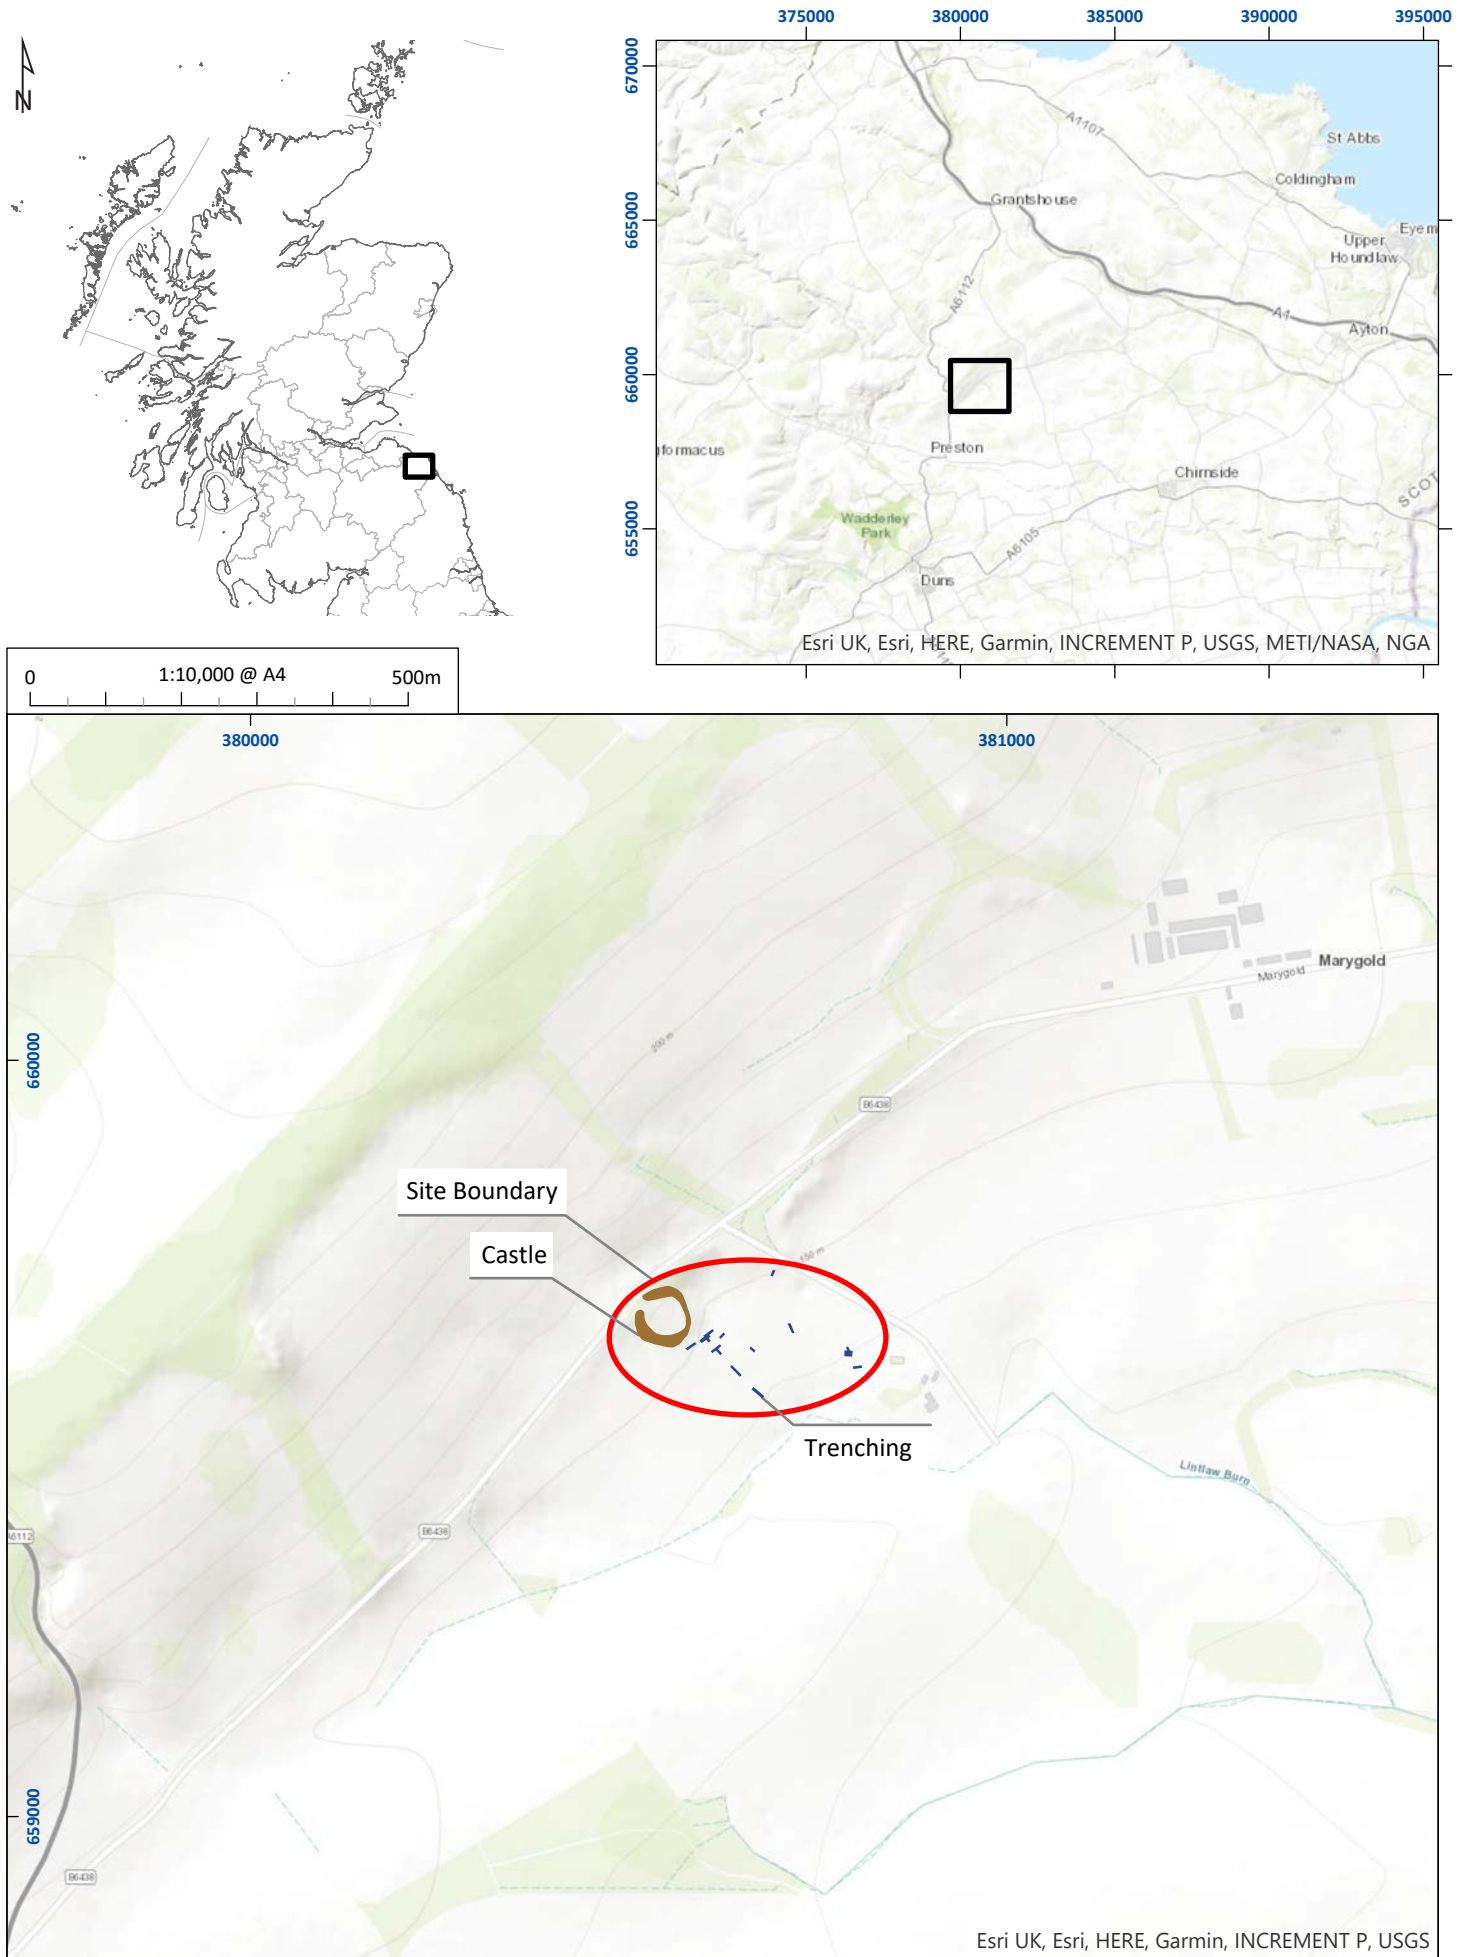 N
375000 380000 385000 390000 395000
670000
665000
660000
655000
A1107
St Abbs
Coldingham
Grantshouse
Eyem
Upper
Houndlaw
A6112
A1
Ayton
Preston
gformacus
Chirnside
SCOT
Wadderley
Park
A6105
Duns
Esri UK, Esri, HERE, Garmin, INCREMENT P, USGS, METI/NASA, NGA
0 1:10,000 @ A4 500m
380000 381000
660000
659000
Marygold
Marygold
200 m
B6438
Site Boundary
Castle
150 m
Trenching
Lintlaw Burn
B6438
A6112
B6438
Esri UK, Esri, HERE, Garmin, INCREMENT P, USGS